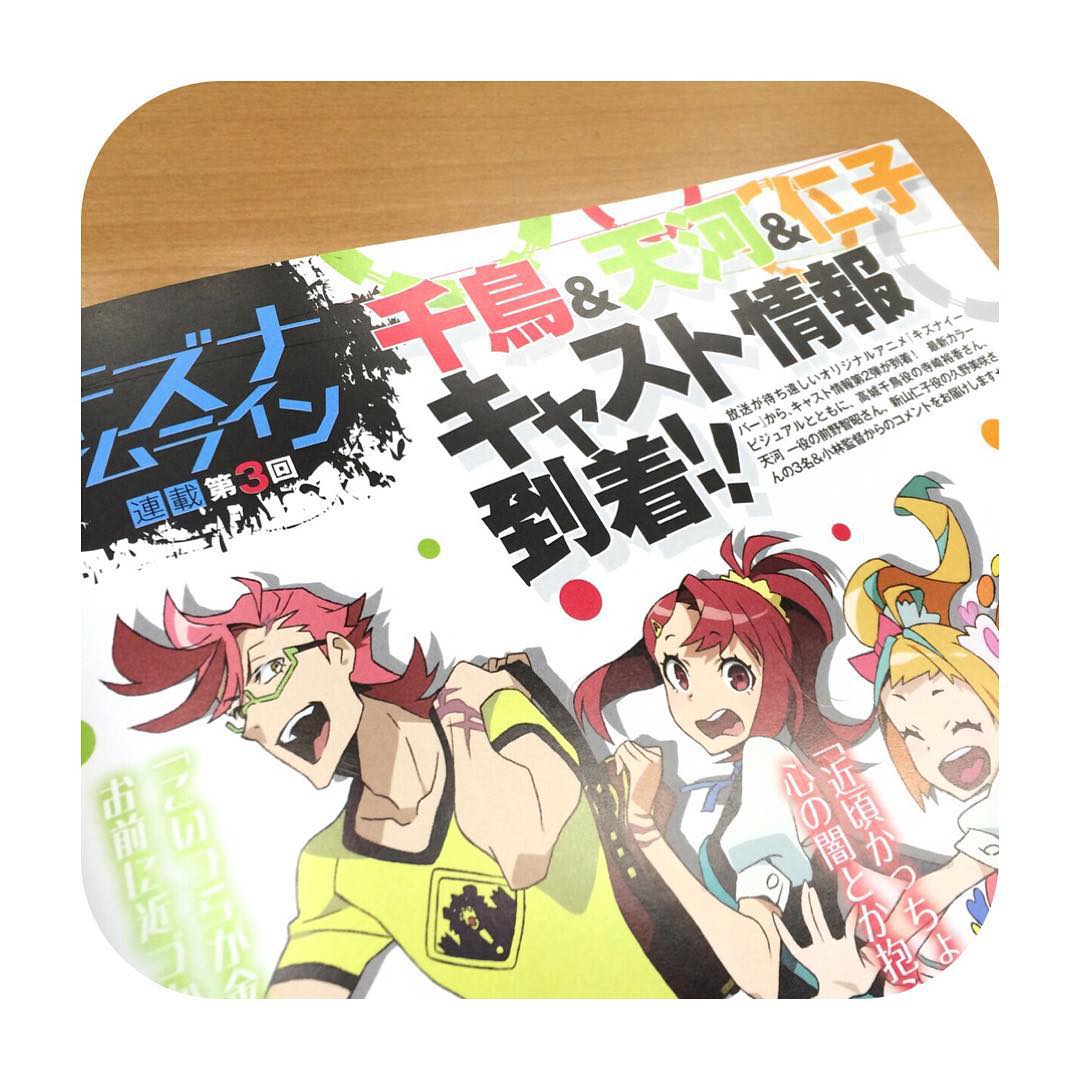 キズナ
タイムライン
連載 第3回
千鳥&天河&仁子
キャスト情報
到着!!
放送が待ち遠しいオリジナルアニメ『キズナイー
バー』から、キャスト情報第2弾が到着! 最新カラー
ビジュアルとともに、高城千鳥役の寺崎裕香さん、
天河 一役の前野智昭さん、新山仁子役の久野美咲さ
んの3名&小林監督からのコメントをお届けします
「こいつらが全
お前に近づ
「近頃かっちょ
心の闇とか抱